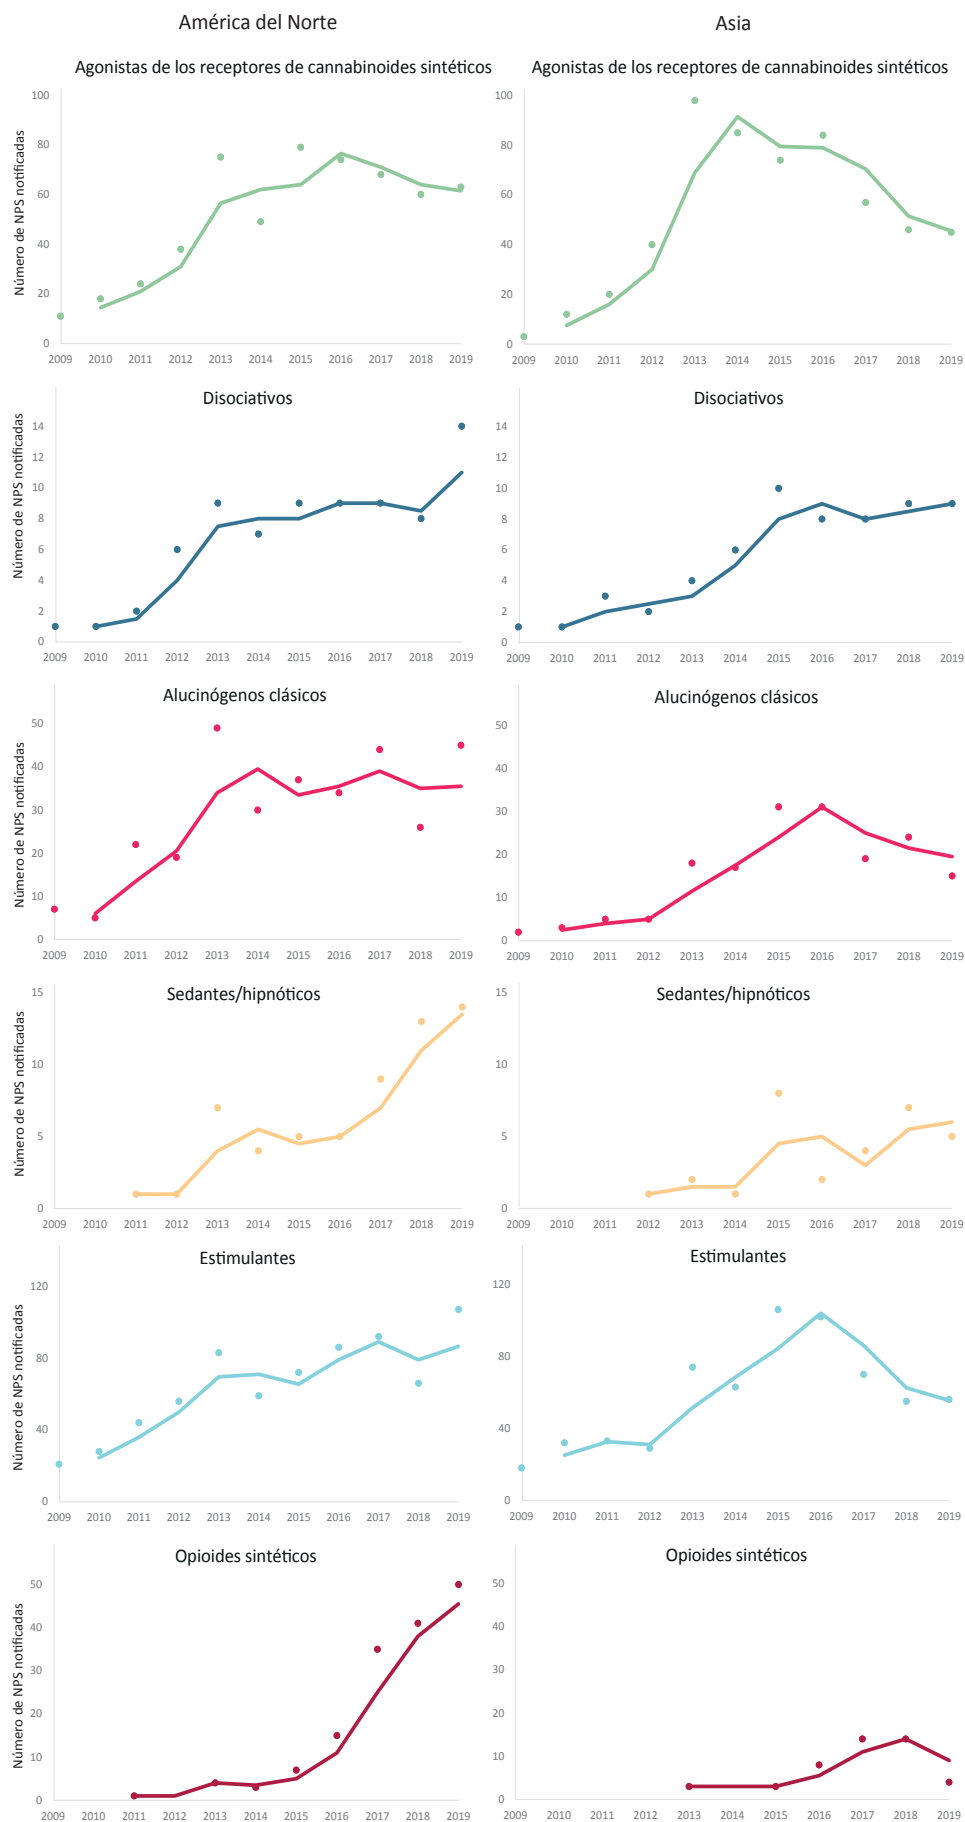 América del Norte
Asia
Agonistas de los receptores de cannabinoides sintéticos
Número de NPS notificadas
100
80
60
40
20
0
2009 2010 2011 2012 2013 2014 2015 2016 2017 2018 2019
Agonistas de los receptores de cannabinoides sintéticos
100
80
60
40
20
0
2009 2010 2011 2012 2013 2014 2015 2016 2017 2018 2019
Disociativos
Número de NPS notificadas
14
12
10
8
6
4
2
0
2009 2010 2011 2012 2013 2014 2015 2016 2017 2018 2019
Disociativos
14
12
10
8
6
4
2
0
2009 2010 2011 2012 2013 2014 2015 2016 2017 2018 2019
Alucinógenos clásicos
Número de NPS notificadas
50
40
30
20
10
0
2009 2010 2011 2012 2013 2014 2015 2016 2017 2018 2019
Alucinógenos clásicos
50
40
30
20
10
0
2009 2010 2011 2012 2013 2014 2015 2016 2017 2018 2019
Sedantes/hipnóticos
Número de NPS notificadas
15
10
5
0
2009 2010 2011 2012 2013 2014 2015 2016 2017 2018 2019
Sedantes/hipnóticos
15
10
5
0
2009 2010 2011 2012 2013 2014 2015 2016 2017 2018 2019
Estimulantes
Número de NPS notificadas
120
80
40
0
2009 2010 2011 2012 2013 2014 2015 2016 2017 2018 2019
Estimulantes
120
80
40
0
2009 2010 2011 2012 2013 2014 2015 2016 2017 2018 2019
Opioides sintéticos
Número de NPS notificadas
50
40
30
20
10
0
2009 2010 2011 2012 2013 2014 2015 2016 2017 2018 2019
Opioides sintéticos
50
40
30
20
10
0
2009 2010 2011 2012 2013 2014 2015 2016 2017 2018 2019